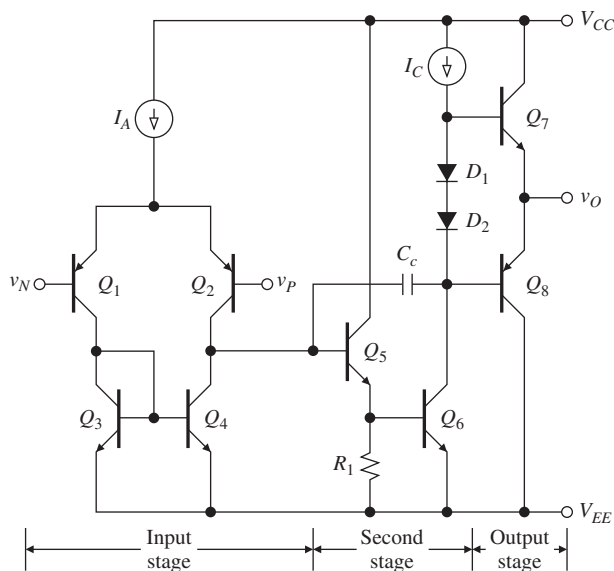 V_CC
I_C
I_A
Q_7
D_1
v_O
D_2
C_c
v_N
Q_1
Q_2
v_P
Q_8
Q_5
Q_3
Q_4
Q_6
R_1
V_EE
Input
stage
Second
stage
Output
stage